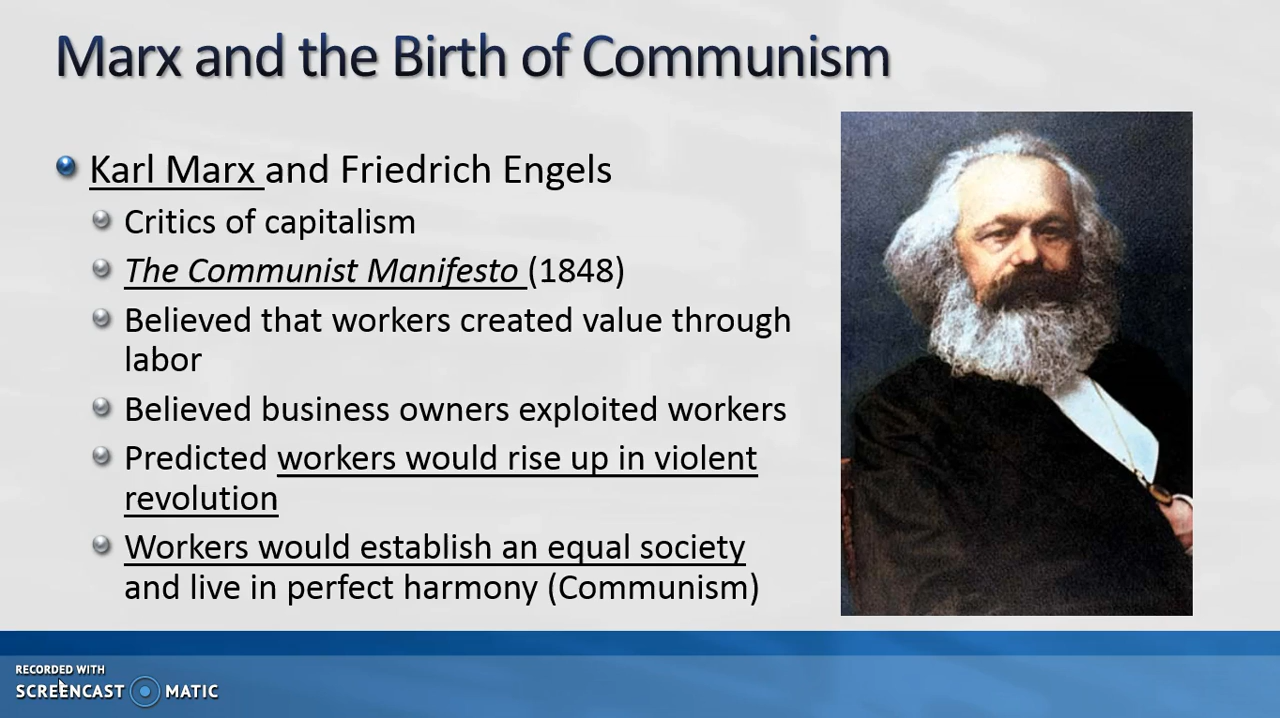 Marx and the Birth of Communism
Karl Marx and Friedrich Engels
Critics of capitalism
The Communist Manifesto (1848)
Believed that workers created value through
labor
Believed business owners exploited workers
Predicted workers would rise up in violent
revolution
Workers would establish an equal society
and live in perfect harmony (Communism)
RECORDED WITH
SCREENCAST MATIC